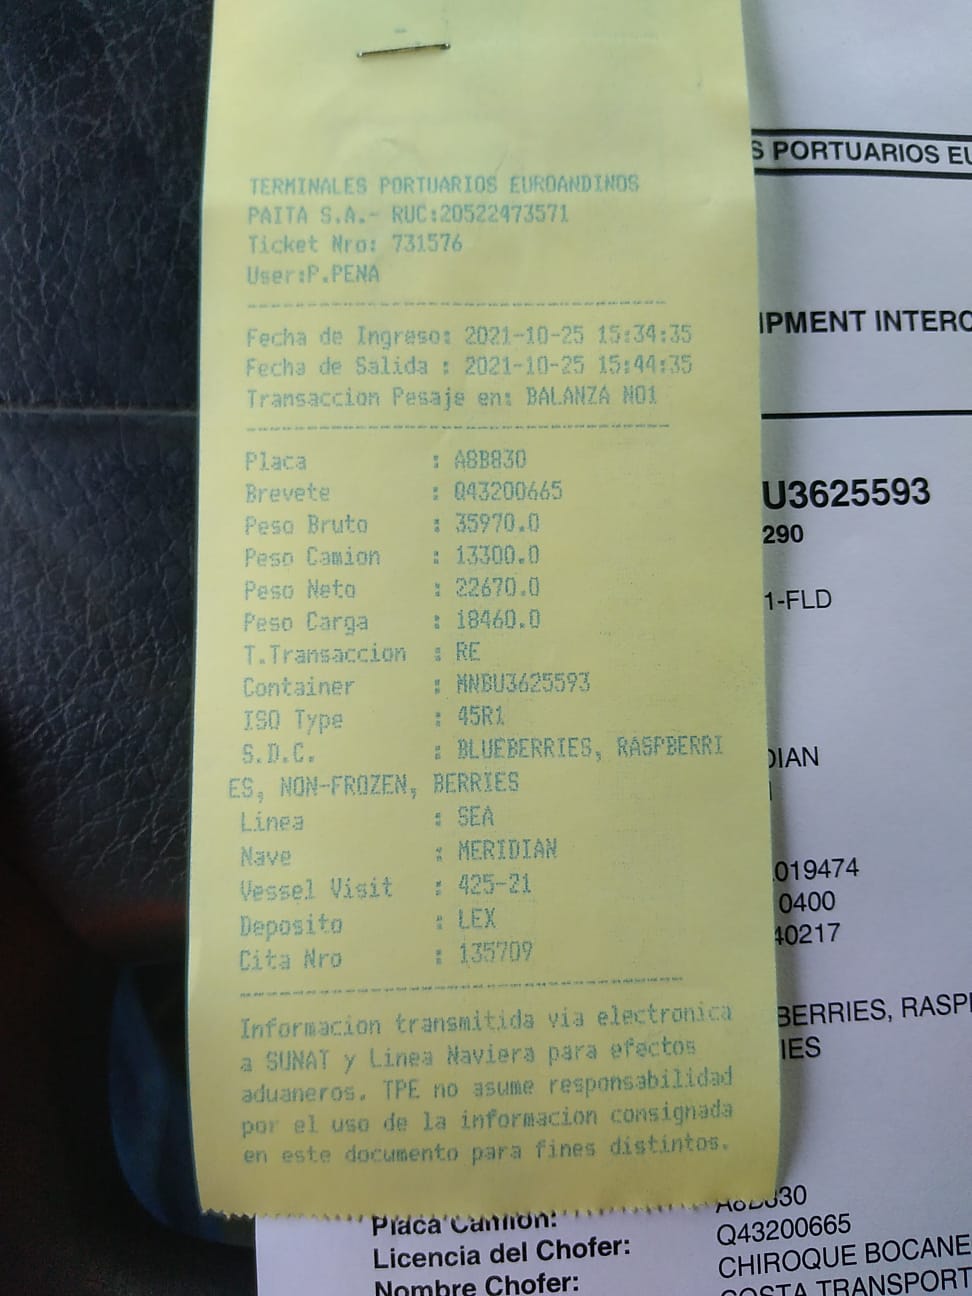 TERMINALES PORTUARIOS EUROANDINOS
PAITA S.A.- RUC:20522473571
Ticket Nro: 731576
User:P.PENA
Fecha de Ingreso: 2021-10-25 15:34:35
Fecha de Salida : 2021-10-25 15:44:35
Transaccion Pesaje en: BALANZA NO1
Placa : A8B830
Brevete : Q43200665
Peso Bruto : 35970.0
Peso Camion : 13300.0
Peso Neto : 22670.0
Peso Carga : 18460.0
T.Transaccion : RE
Container : MNBU3625593
ISO Type : 45R1
S.D.C. : BLUEBERRIES, RASPBERRI
ES, NON-FROZEN, BERRIES
Linea : SEA
Nave : MERIDIAN
Vessel Visit : 425-21
Deposito : LEX
Cita Nro : 135709
Informacion transmitida via electronica
a SUNAT y Linea Naviera para efectos
aduaneros. TPE no asume responsabilidad
por el uso de la informacion consignada
en este documento para fines distintos.
S PORTUARIOS EU
IPMENT INTERC
U3625593
290
1-FLD
DIAN
019474
0400
40217
BERRIES, RASPI
IES
Placa Camion: A8B830
Licencia del Chofer: Q43200665
Nombre Chofer: CHIROQUE BOCANE
COSTA TRANSPORT